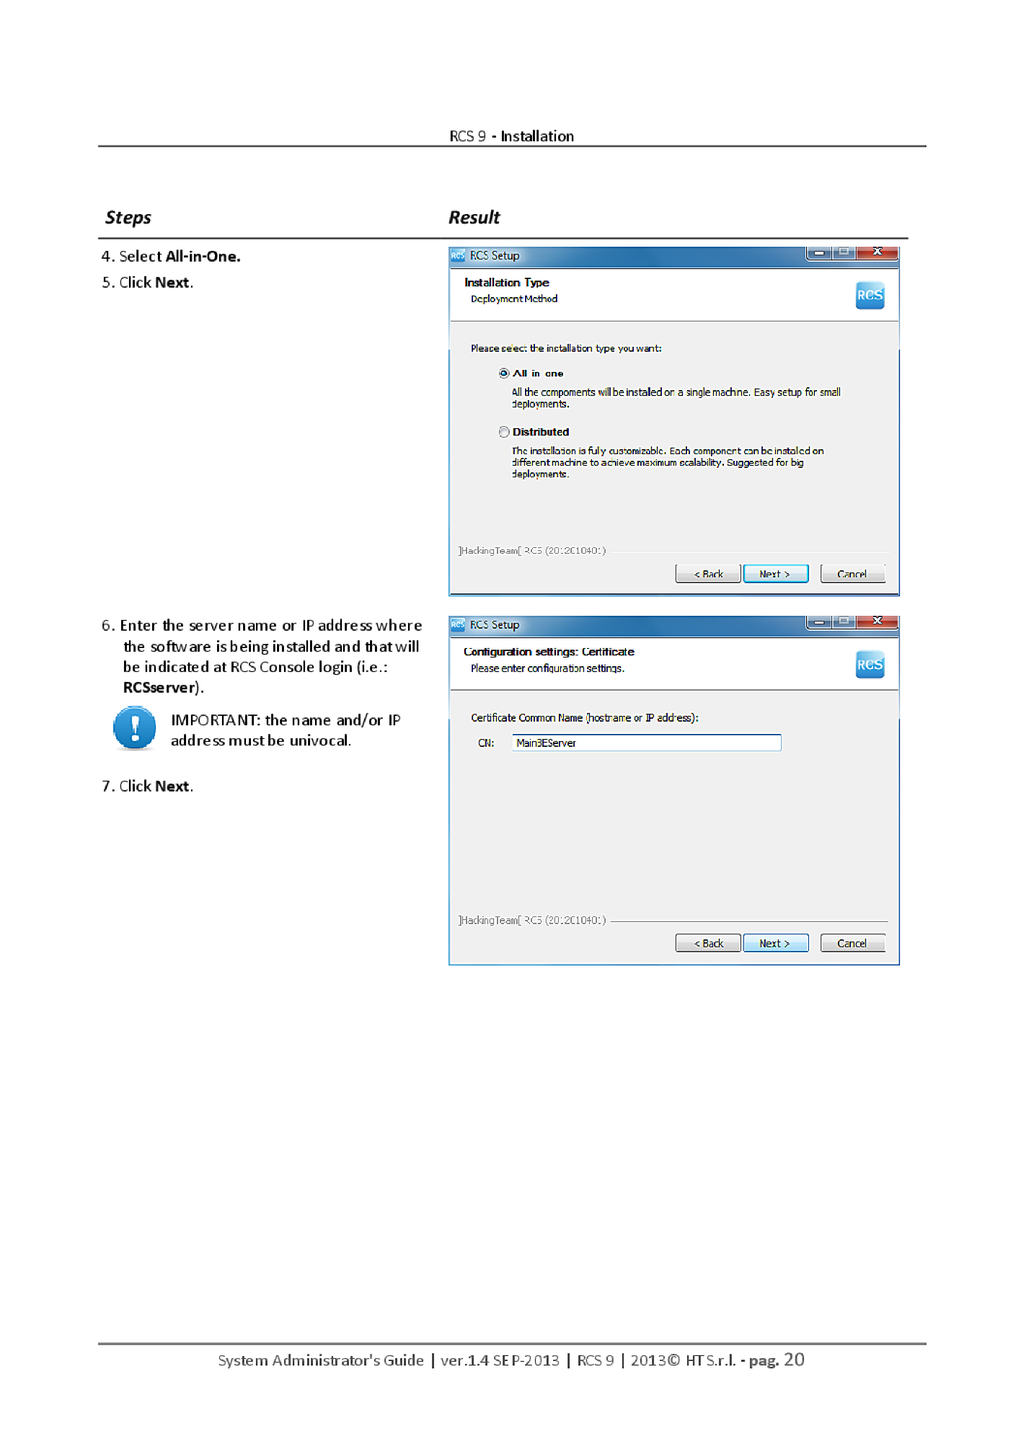 RCS 9 - Installation
Steps
Result
4. Select All-in-One.
5. Click Next.
RCS RCS Setup
Installation Type
Deployment Method
RCS
Please select the installation type you want:
All-in-one
All the components will be installed on a single machine. Easy setup for small
deployments.
Distributed
The installation is fully customizable. Each component can be installed on
different machine to achieve maximum scalability. Suggested for big
deployments.
]HackingTeam[ RCS (2012010401)
< Back
Next >
Cancel
6. Enter the server name or IP address where
the software is being installed and that will
be indicated at RCS Console login (i.e.:
RCSserver).
IMPORTANT: the name and/or IP
address must be univocal.
7. Click Next.
RCS RCS Setup
Configuration settings: Certificate
Please enter configuration settings.
RCS
Certificate Common Name (hostname or IP address):
CN: MainBEServer
]HackingTeam[ RCS (2012010401)
< Back
Next >
Cancel
System Administrator's Guide | ver.1.4 SEP-2013 | RCS 9 | 2013© HT S.r.l. - pag. 20